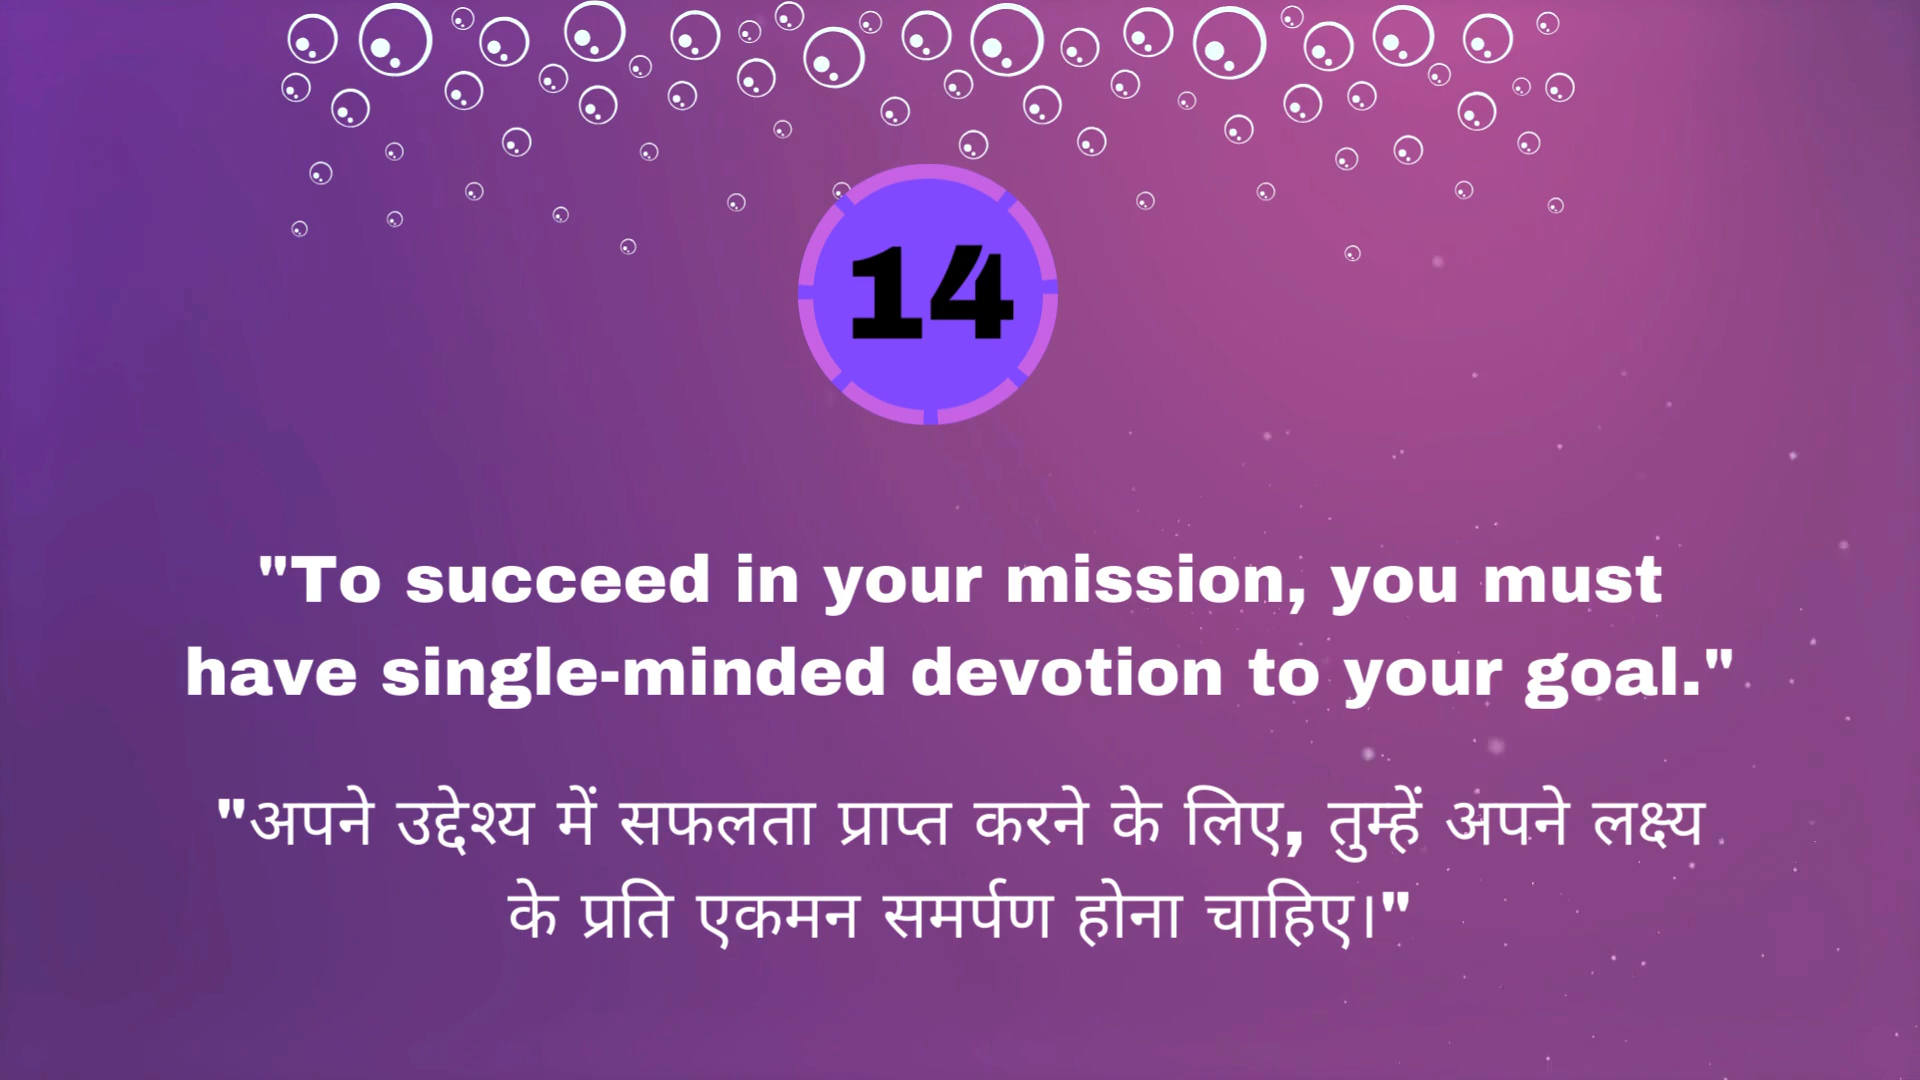 14
"To succeed in your mission, you must
have single-minded devotion to your goal."
"अपने उद्देश्य में सफलता प्राप्त करने के लिए, तुम्हें अपने लक्ष्य
के प्रति एकमन समर्पण होना चाहिए।"